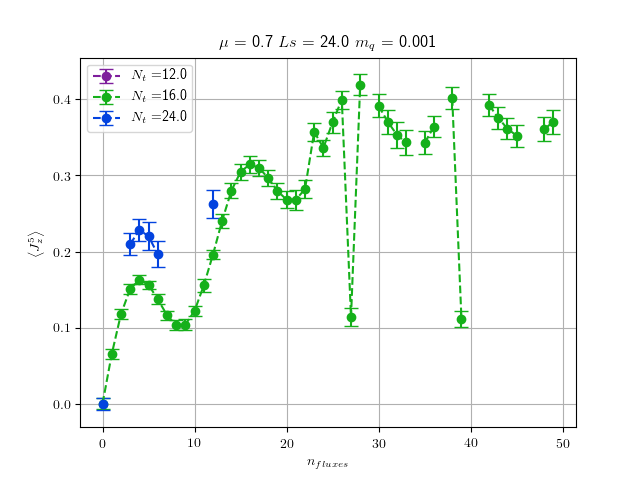 μ = 0.7 Ls = 24.0 m_q = 0.001
N_t =12.0
N_t =16.0
N_t =24.0
⟨J_z^5⟩
0.4
0.3
0.2
0.1
0.0
0 10 20 30 40 50
n_fluxes